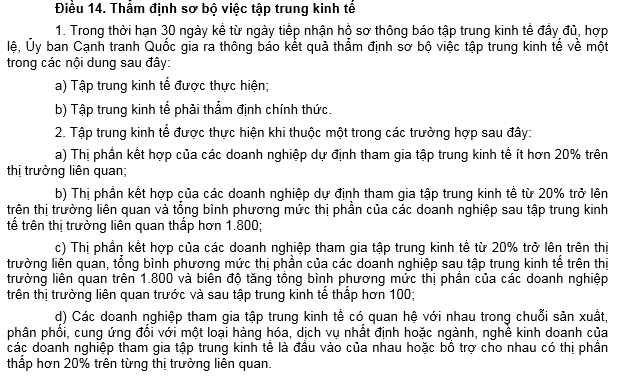 Điều 14. Thẩm định sơ bộ việc tập trung kinh tế
1. Trong thời hạn 30 ngày kể từ ngày tiếp nhận hồ sơ thông báo tập trung kinh tế đầy đủ, hợp
lệ, Ủy ban Cạnh tranh Quốc gia ra thông báo kết quả thẩm định sơ bộ việc tập trung kinh tế về một
trong các nội dung sau đây:
a) Tập trung kinh tế được thực hiện;
b) Tập trung kinh tế phải thẩm định chính thức.
2. Tập trung kinh tế được thực hiện khi thuộc một trong các trường hợp sau đây:
a) Thị phần kết hợp của các doanh nghiệp dự định tham gia tập trung kinh tế ít hơn 20% trên
thị trường liên quan;
b) Thị phần kết hợp của các doanh nghiệp dự định tham gia tập trung kinh tế từ 20% trở lên
trên thị trường liên quan và tổng bình phương mức thị phần của các doanh nghiệp sau tập trung kinh
tế trên thị trường liên quan thấp hơn 1.800;
c) Thị phần kết hợp của các doanh nghiệp tham gia tập trung kinh tế từ 20% trở lên trên thị
trường liên quan, tổng bình phương mức thị phần của các doanh nghiệp sau tập trung kinh tế trên thị
trường liên quan trên 1.800 và biên độ tăng tổng bình phương mức thị phần của các doanh nghiệp
trên thị trường liên quan trước và sau tập trung kinh tế thấp hơn 100;
d) Các doanh nghiệp tham gia tập trung kinh tế có quan hệ với nhau trong chuỗi sản xuất,
phân phối, cung ứng đối với một loại hàng hóa, dịch vụ nhất định hoặc ngành, nghề kinh doanh của
các doanh nghiệp tham gia tập trung kinh tế là đầu vào của nhau hoặc bổ trợ cho nhau có thị phần
thấp hơn 20% trên từng thị trường liên quan.